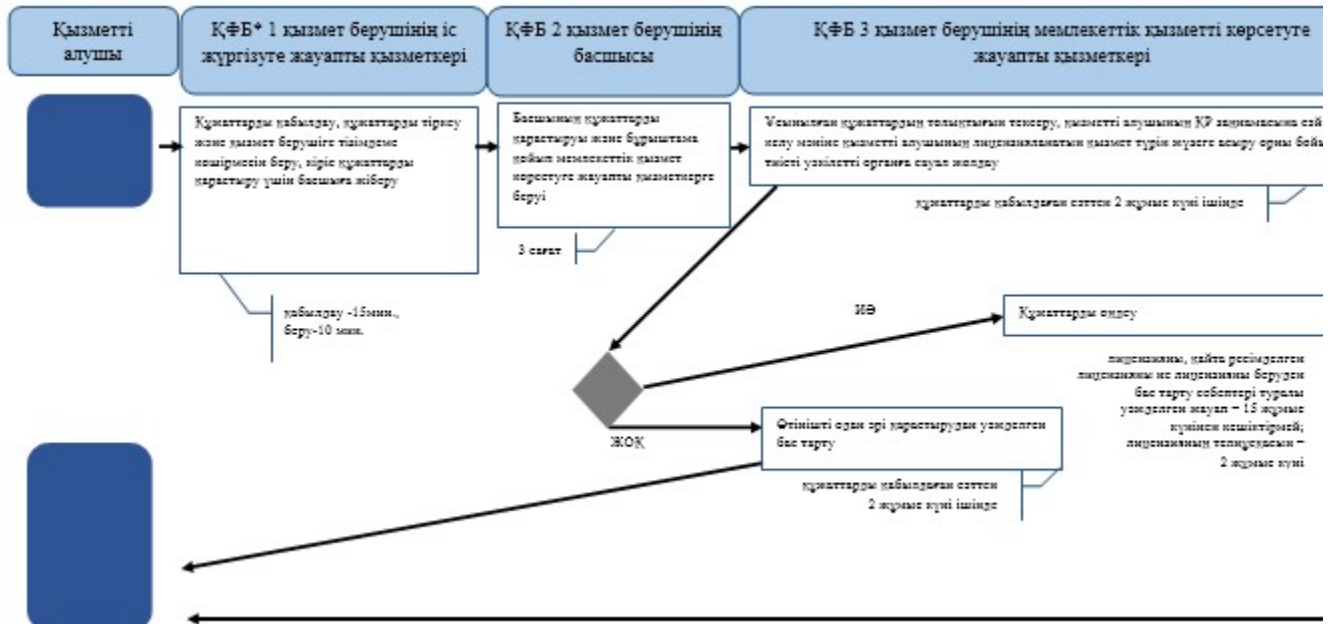 Қызметті
алушы
ҚФБ* 1 қызмет берушінің іс
жүргізуге жауапты қызметкері
ҚФБ 2 қызмет берушінің
басшысы
ҚФБ 3 қызмет берушінің мемлекеттік қызметті көрсетуге
жауапты қызметкері
Құжаттарды қабылдау, құжаттарды тіркеу
және қызмет берушіге тізімдеме
көшірмесін беру, кіріс құжаттарды
қарастыру үшін басшыға жіберу
қабылдау -15мин.,
беру-10 мин.
Басшының құжаттарды
қарастыруы және бұрыштама
қойып мемлекеттік қызмет
көрсетуге жауапты қызметкерге
беруі
3 сағат
Ұсынылған құжаттардың толықтығын тексеру, қызметті алушының ҚР заңнамасына сәй
келу мәніне қызметті алушының лицензияланатын қызмет түрін жүзеге асыру орны бойы
тиісті уәкілетті органға сауал жолдау
құжаттарды қабылдаған сәттен 2 жұмыс күні ішінде
ИӘ
Құжаттарды өңдеу
лицензияны, қайта ресімделген
лицензияны не лицензияны беруден
бас тарту себептері туралы
уәжделген жауап – 15 жұмыс
күнінен кешіктірмей;
лицензияның телнұсқасын –
2 жұмыс күні
ЖОҚ
Өтінішті одан әрі қарастырудан уәжделген
бас тарту
құжаттарды қабылдаған сәттен
2 жұмыс күні ішінде